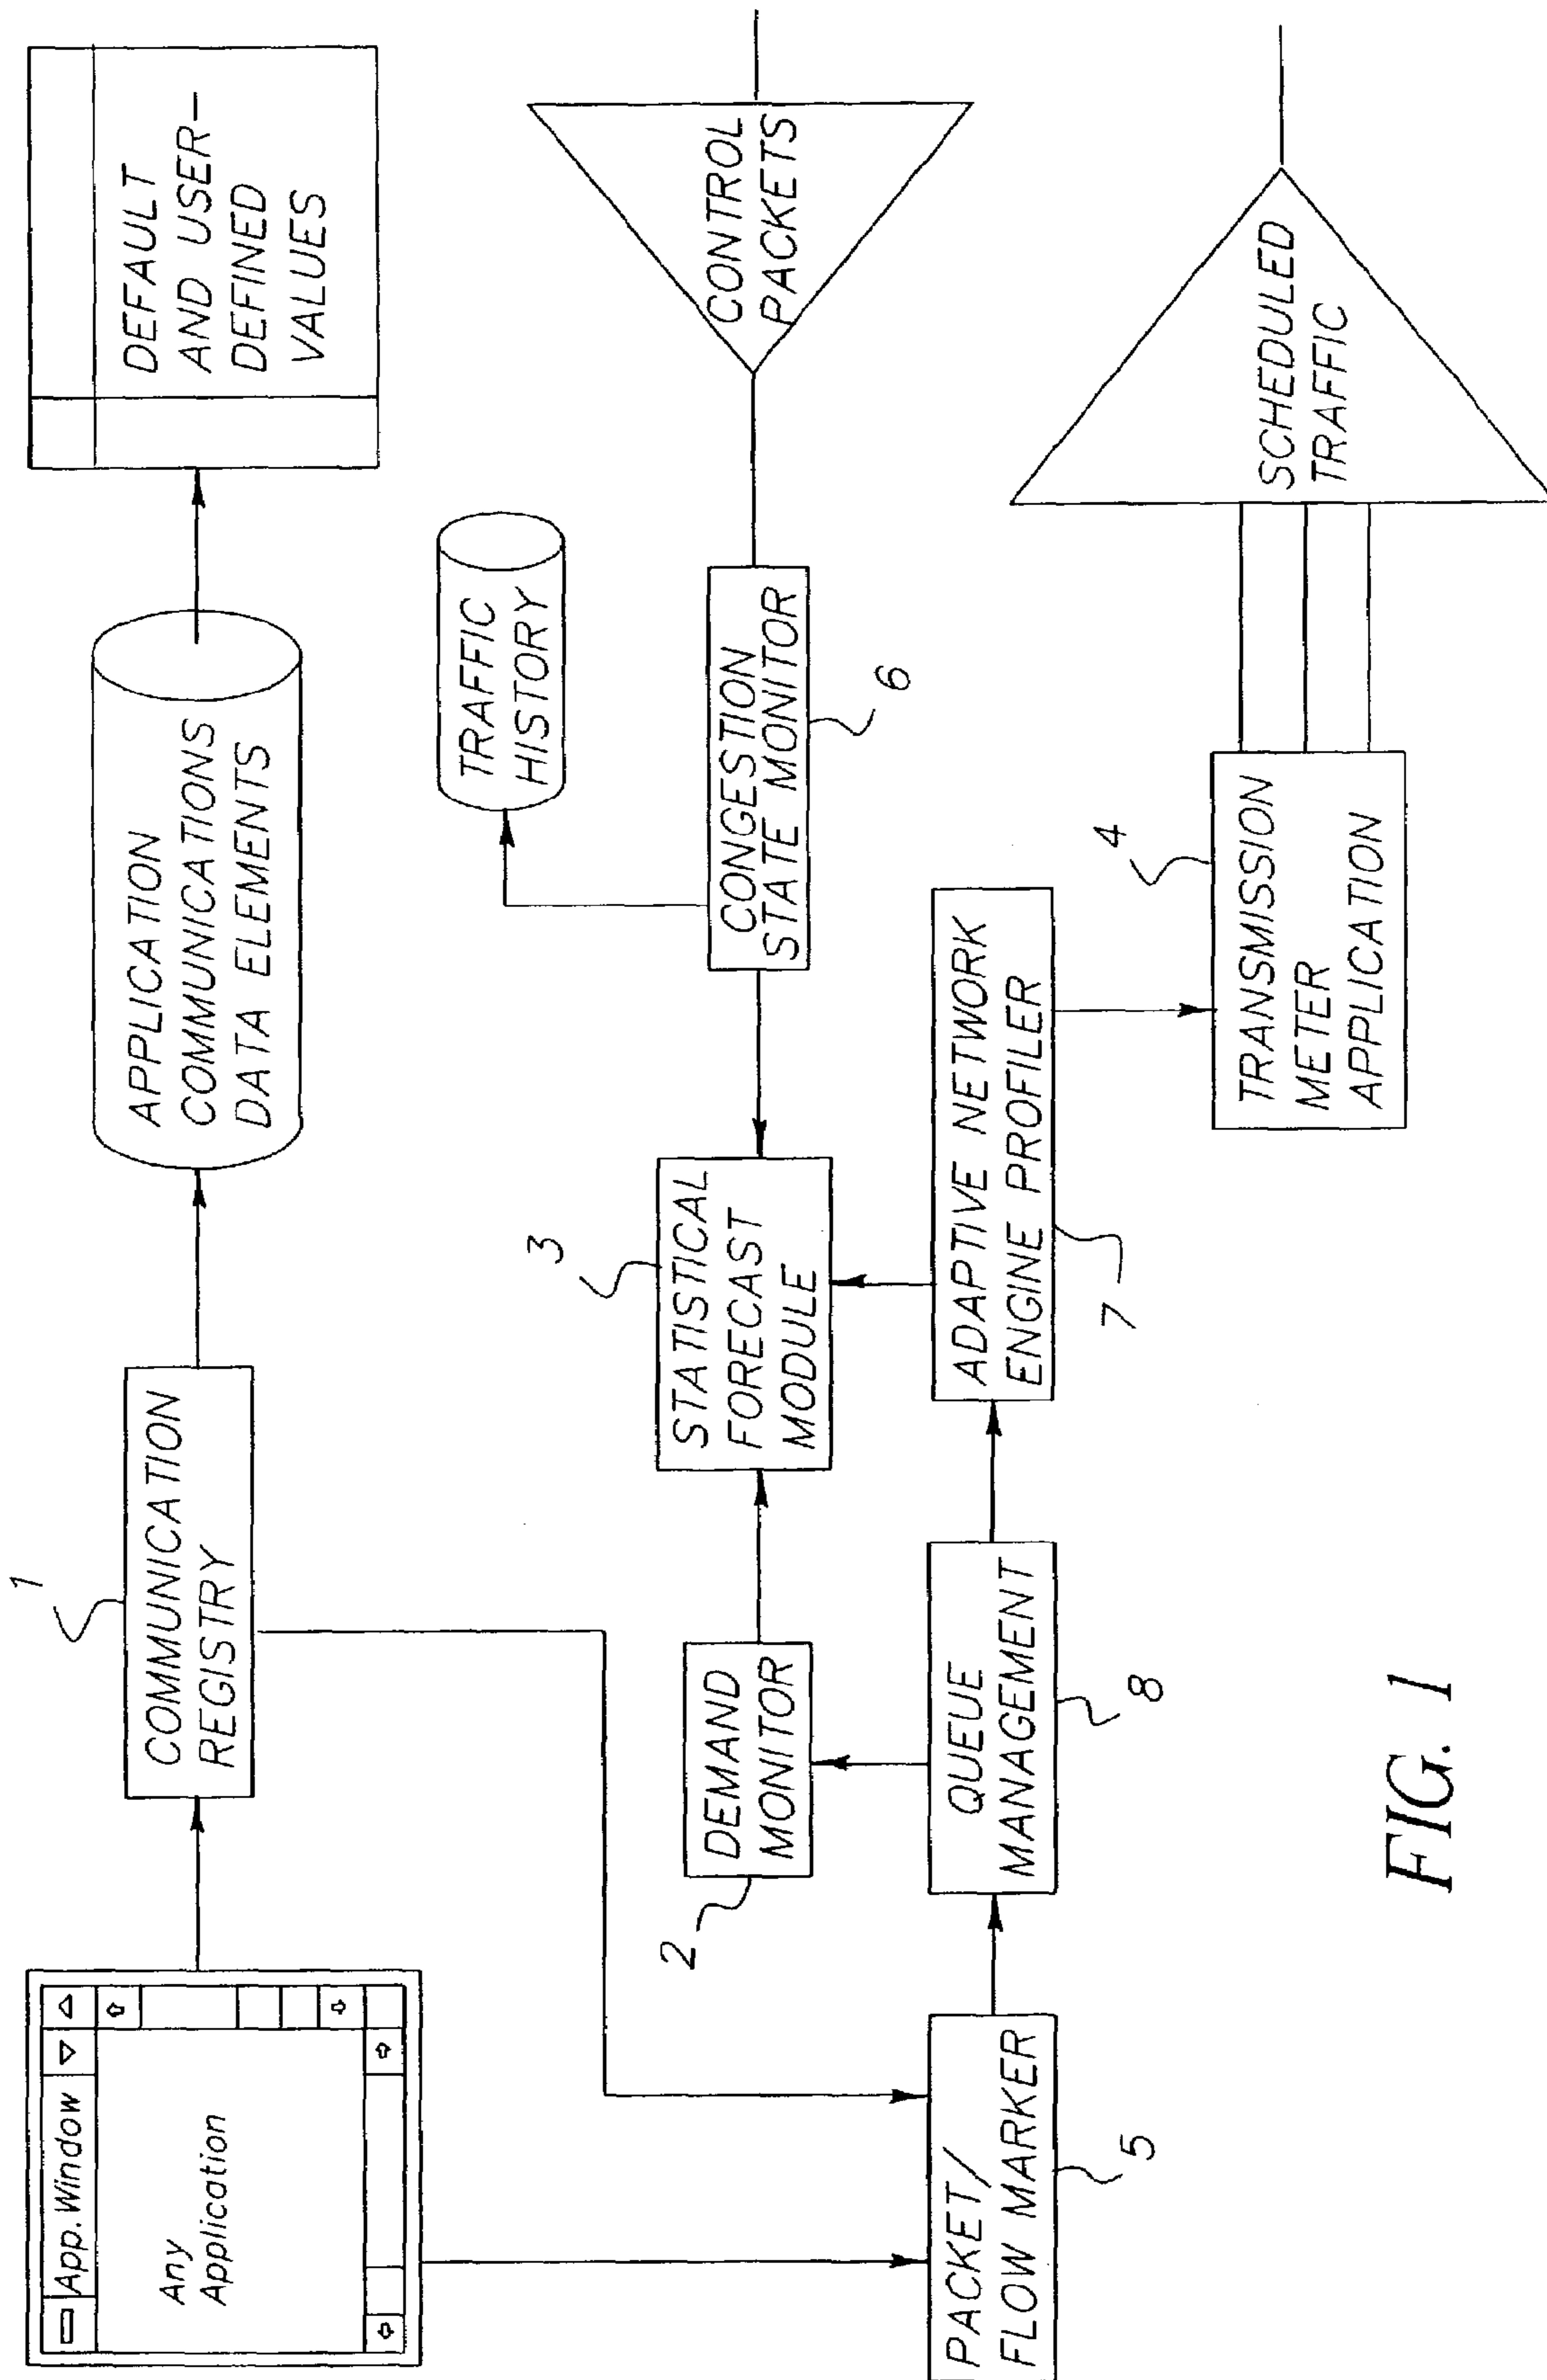 App. Window
Any
Application
1
COMMUNICATION
REGISTRY
APPLICATION
COMMUNICATIONS
DATA ELEMENTS
DEFAULT
AND USER-
DEFINED
VALUES
TRAFFIC
HISTORY
2
DEMAND
MONITOR
3
STATISTICAL
FORECAST
MODULE
CONGESTION
STATE MONITOR
6
CONTROL
PACKETS
PACKET/
FLOW MARKER
5
QUEUE
MANAGEMENT
8
ADAPTIVE NETWORK
ENGINE PROFILER
7
4
TRANSMISSION
METER
APPLICATION
SCHEDULED
TRAFFIC
FIG. 1